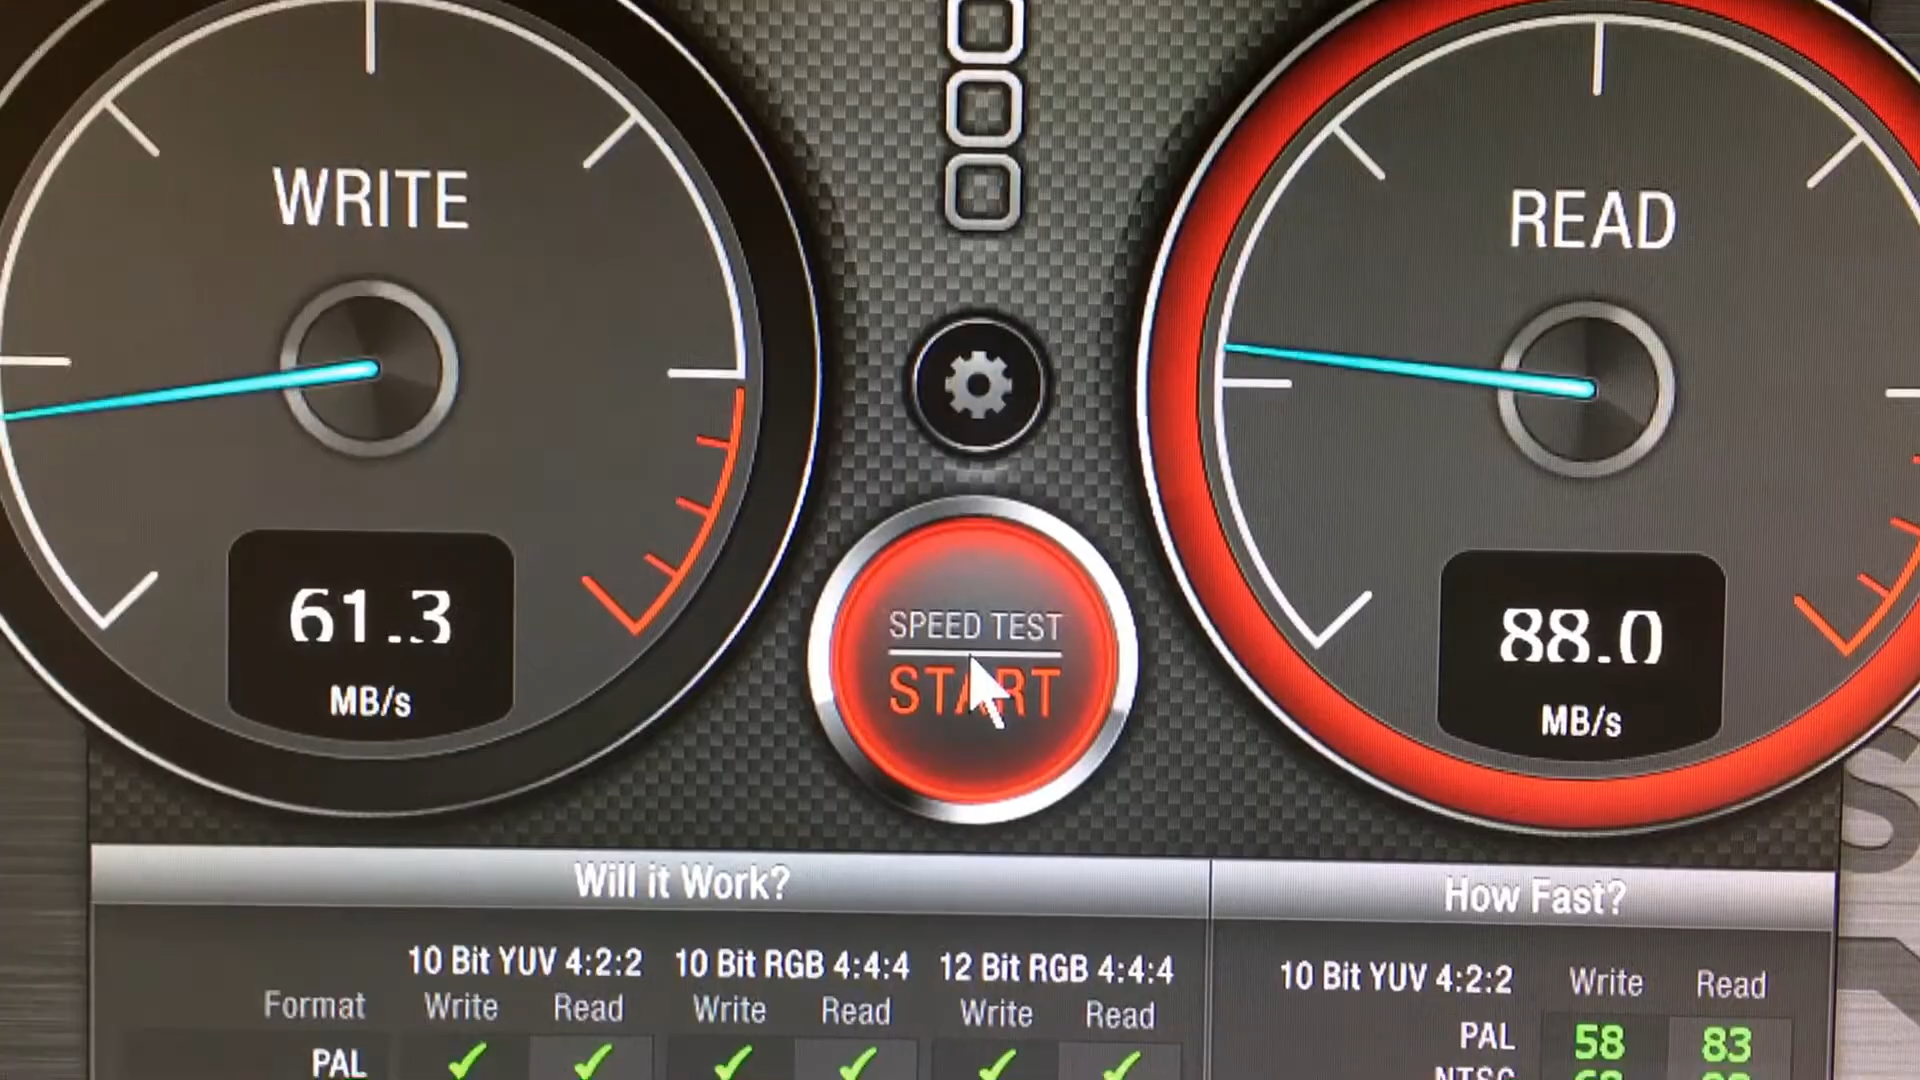 WRITE
READ
61.3
MB/s
88.0
MB/s
SPEED TEST
START
Will it Work?
How Fast?
10 Bit YUV 4:2:2
10 Bit RGB 4:4:4
12 Bit RGB 4:4:4
Format
Write
Read
Write
Read
Write
Read
10 Bit YUV 4:2:2
Write
Read
PAL
PAL
58
83
NTSC